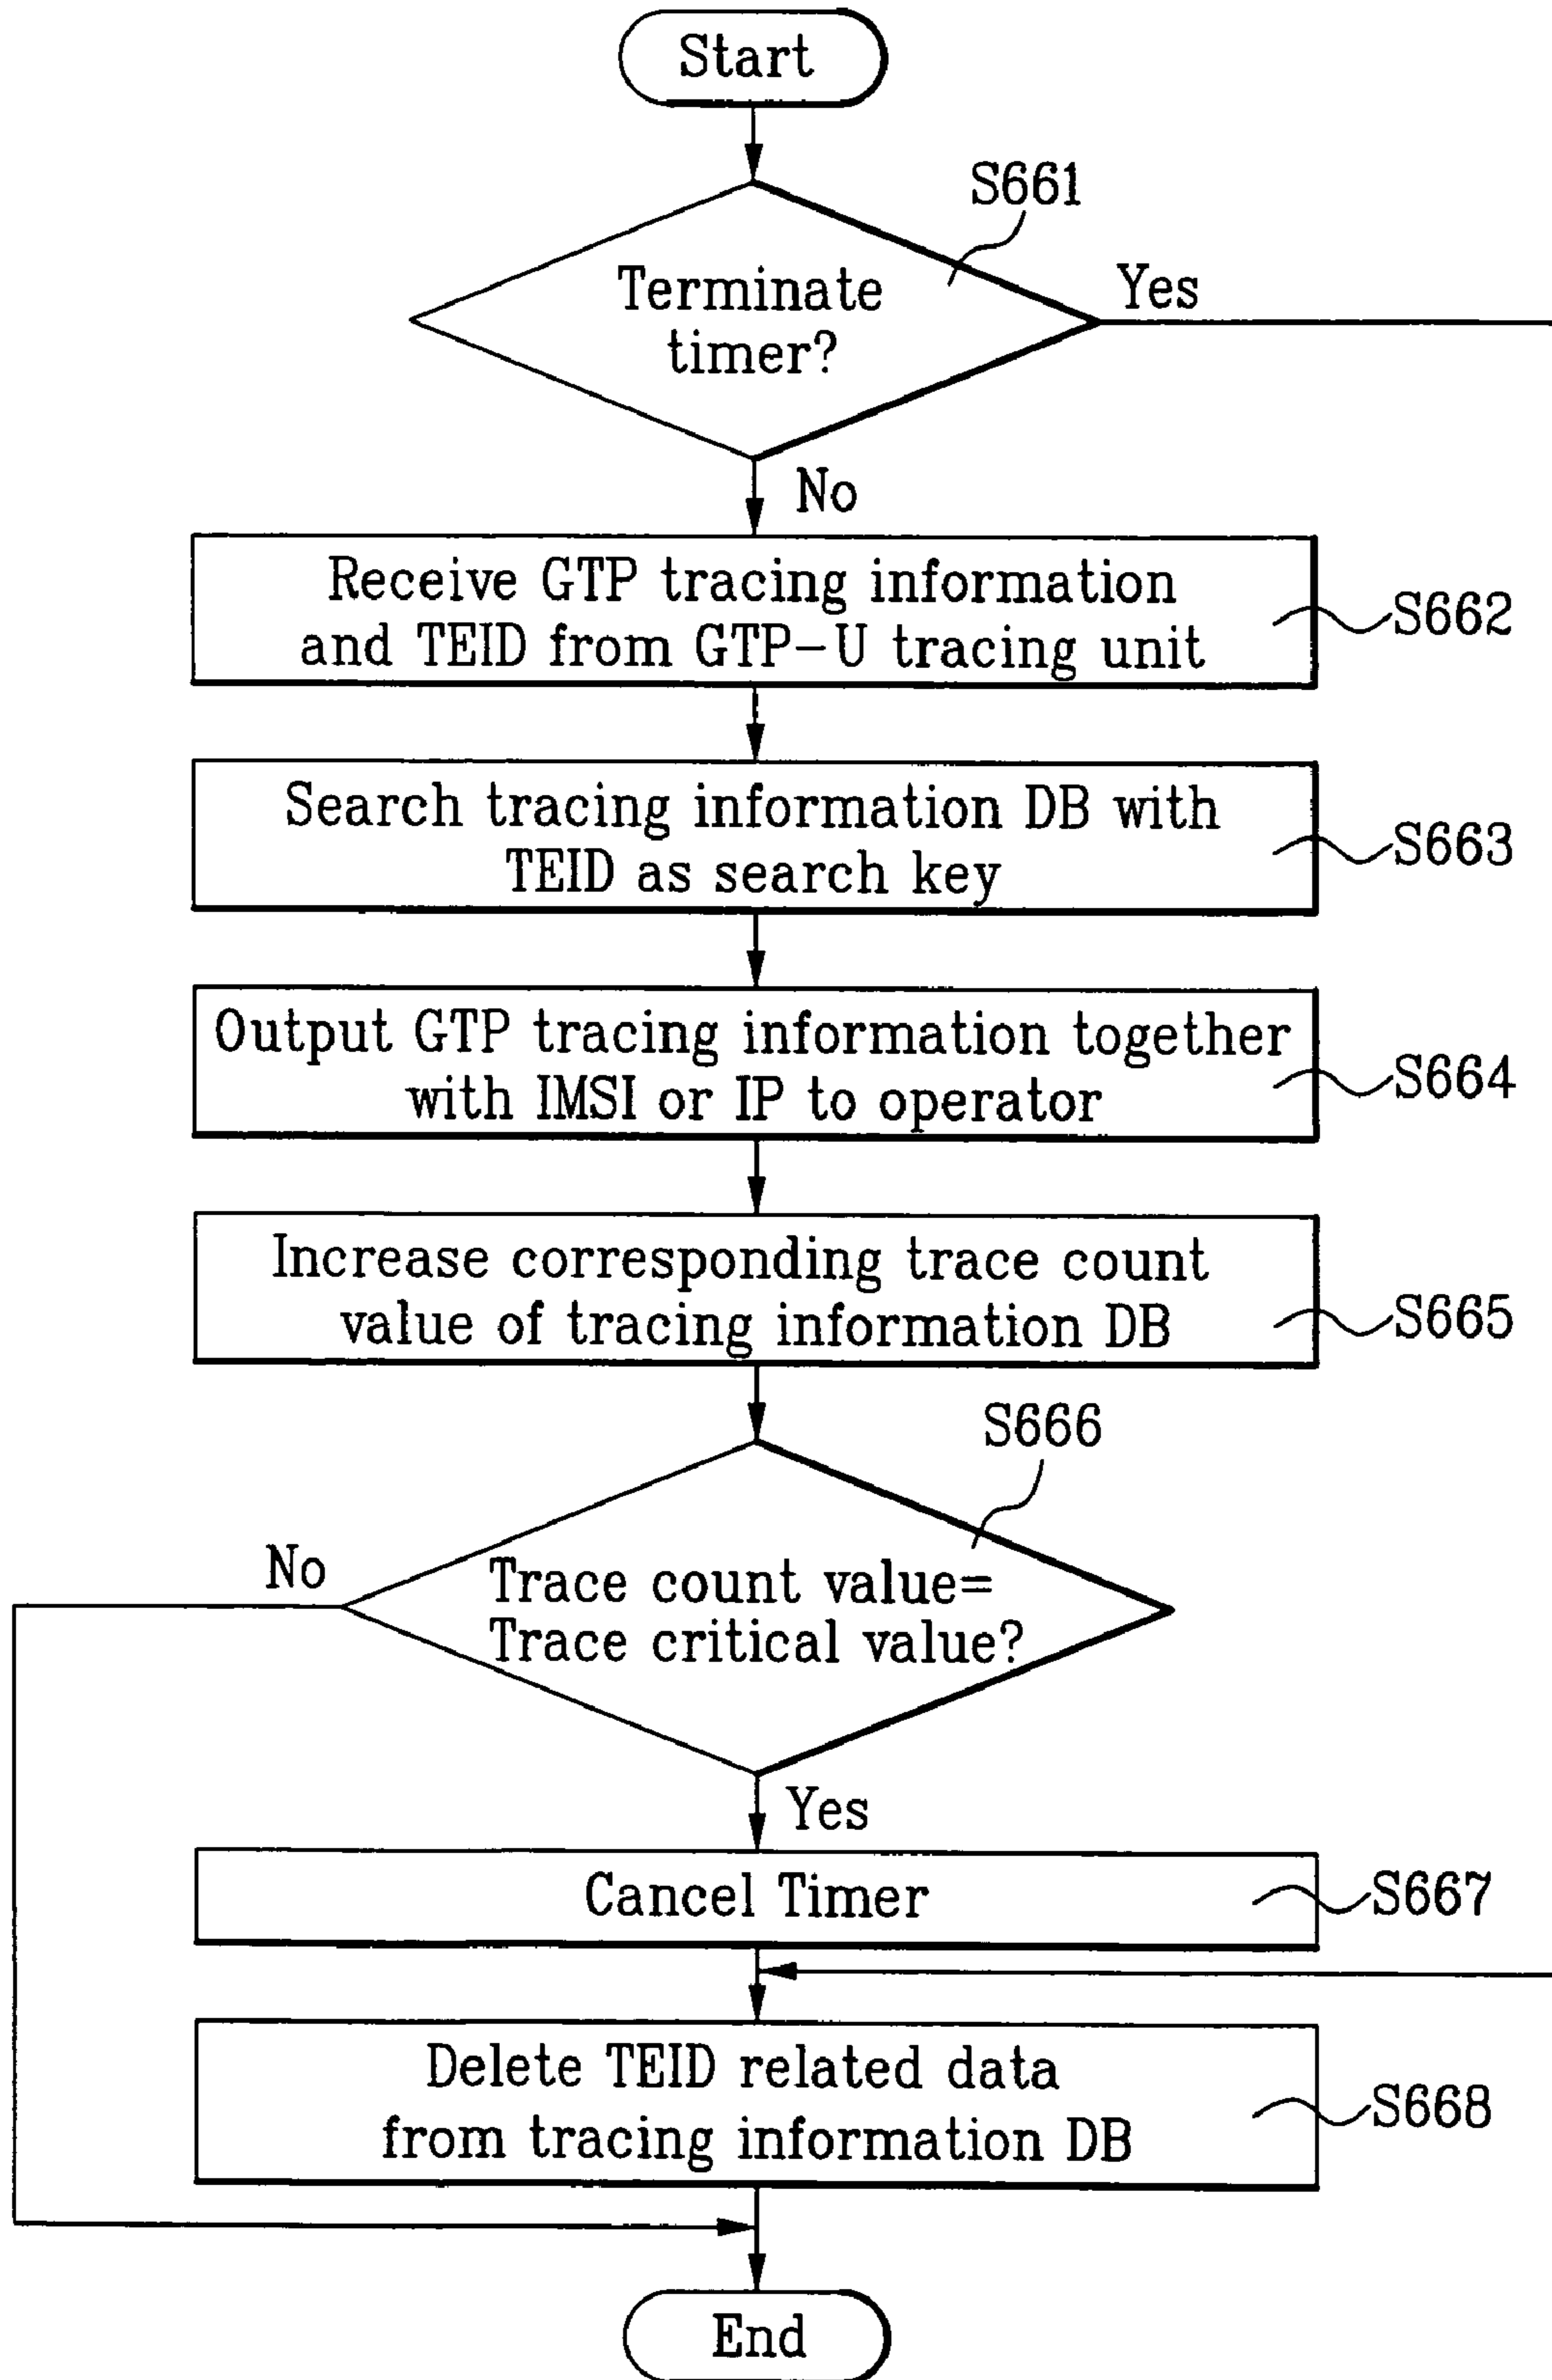 Start
S661
Terminate
timer?
Yes
No
Receive GTP tracing information
and TEID from GTP-U tracing unit
S662
Search tracing information DB with
TEID as search key
S663
Output GTP tracing information together
with IMSI or IP to operator
S664
Increase corresponding trace count
value of tracing information DB
S665
S666
No
Trace count value=
Trace critical value?
Yes
Cancel Timer
S667
Delete TEID related data
from tracing information DB
S668
End